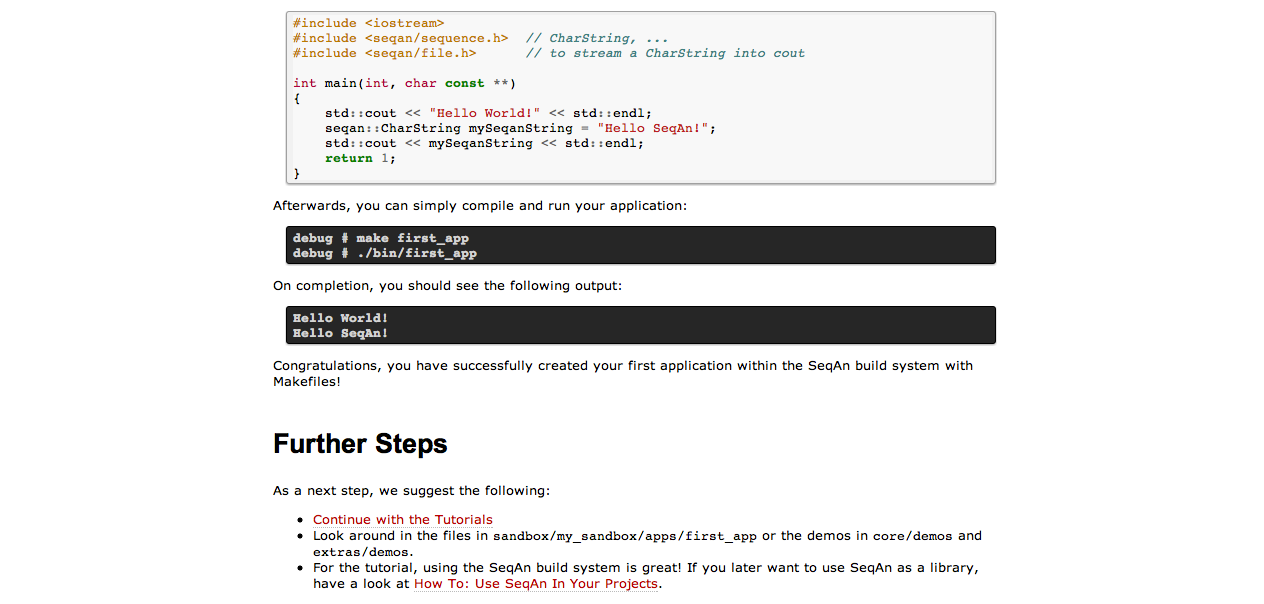 #include <iostream>
#include <seqan/sequence.h>  // CharString, ...
#include <seqan/file.h>      // to stream a CharString into cout
int main(int, char const **)
{
    std::cout << "Hello World!" << std::endl;
    seqan::CharString mySeqanString = "Hello SeqAn!";
    std::cout << mySeqanString << std::endl;
    return 1;
}
Afterwards, you can simply compile and run your application:
debug # make first_app
debug # ./bin/first_app
On completion, you should see the following output:
Hello World!
Hello SeqAn!
Congratulations, you have successfully created your first application within the SeqAn build system with
Makefiles!
Further Steps
As a next step, we suggest the following:
• Continue with the Tutorials
• Look around in the files in sandbox/my_sandbox/apps/first_app or the demos in core/demos and
extras/demos.
• For the tutorial, using the SeqAn build system is great! If you later want to use SeqAn as a library,
have a look at How To: Use SeqAn In Your Projects.